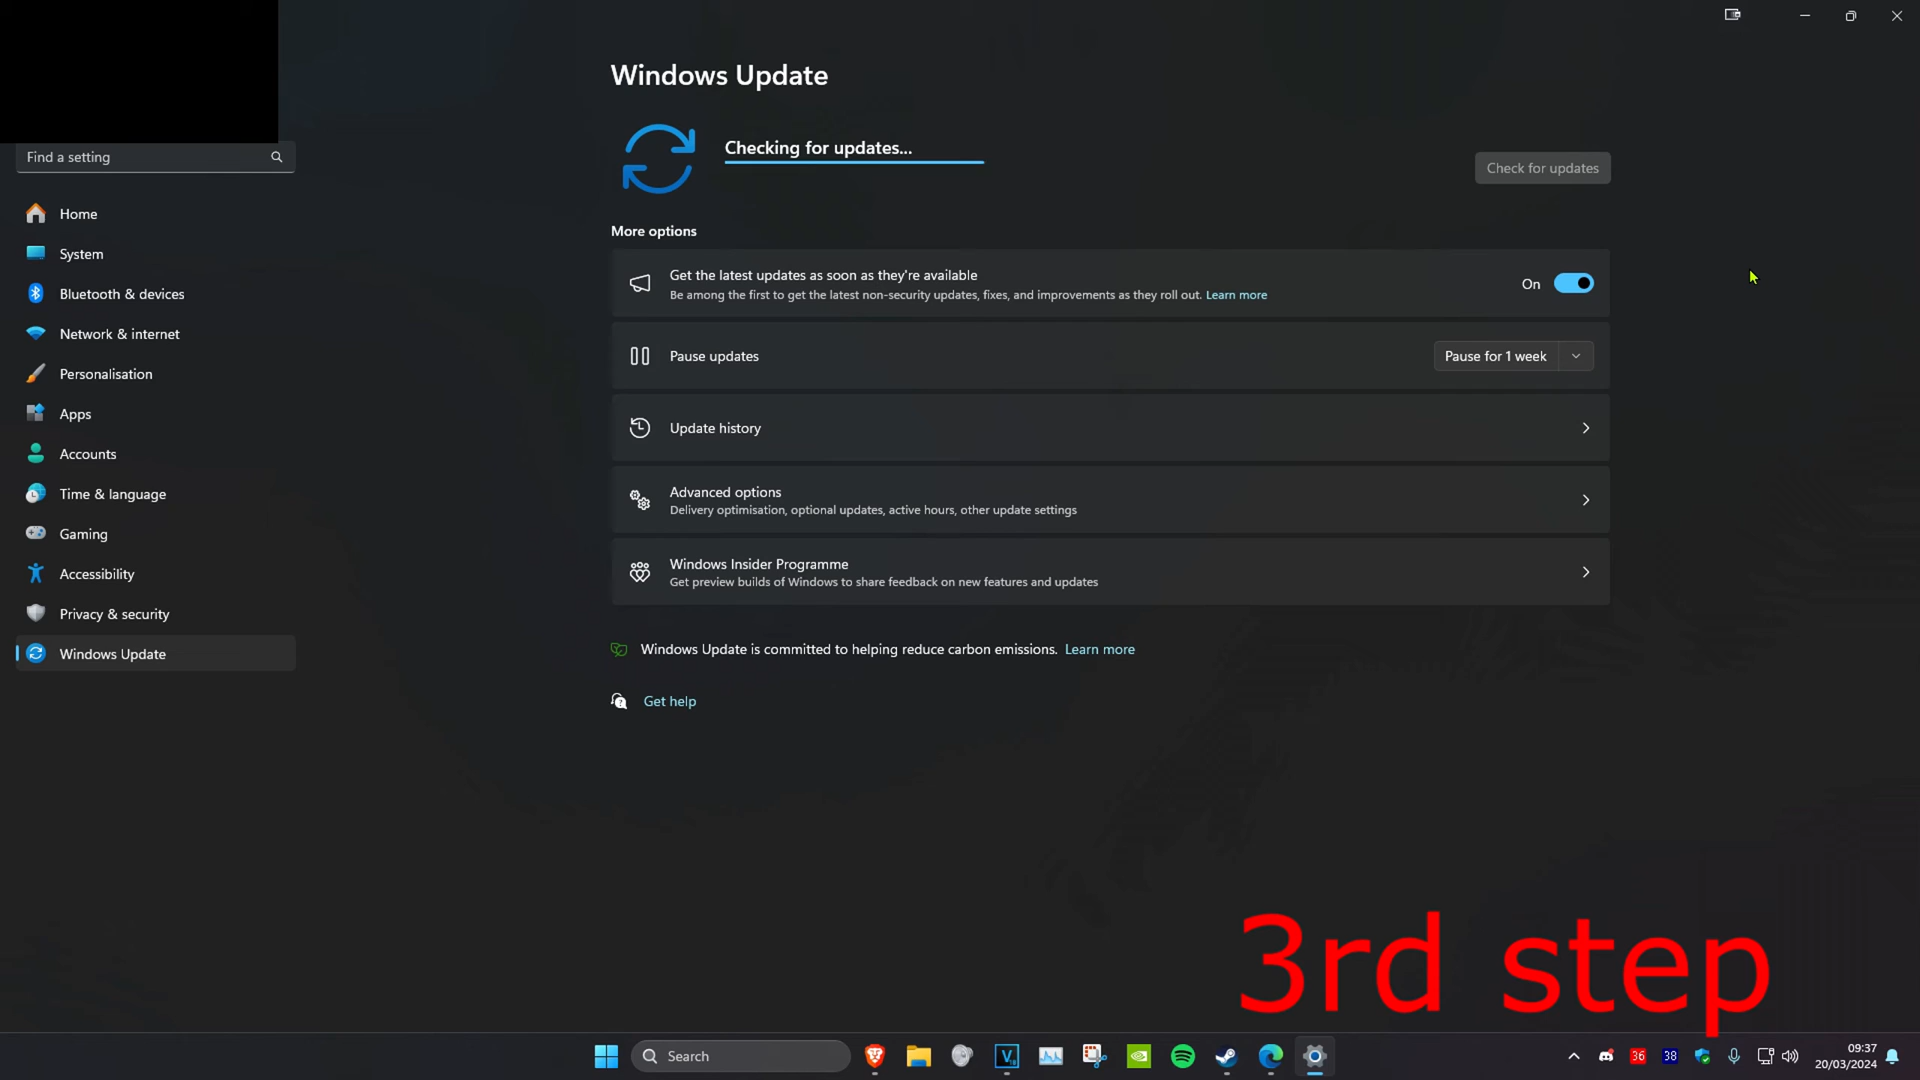 Windows Update
Checking for updates...
Check for updates
Find a setting
Home
System
Bluetooth & devices
Network & internet
Personalisation
Apps
Accounts
Time & language
Gaming
Accessibility
Privacy & security
Windows Update
More options
Get the latest updates as soon as they're available
Be among the first to get the latest non-security updates, fixes, and improvements as they roll out. Learn more
On
Pause updates
Pause for 1 week
Update history
Advanced options
Delivery optimisation, optional updates, active hours, other update settings
Windows Insider Programme
Get preview builds of Windows to share feedback on new features and updates
Windows Update is committed to helping reduce carbon emissions. Learn more
Get help
3rd step
Search
V
36
38
09:37
20/03/2024